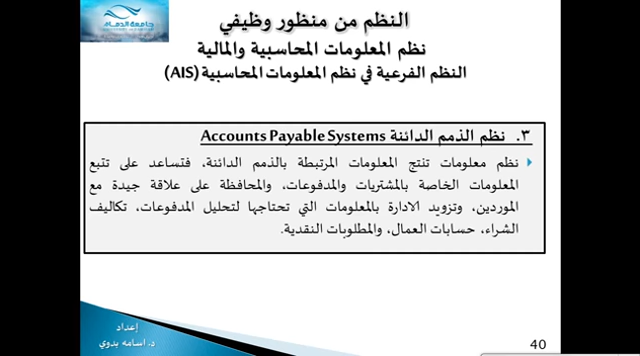 جامعة الدمام
النظم من منظور وظيفي
نظم المعلومات المحاسبية والمالية
النظم الفرعية في نظم المعلومات المحاسبية (AIS)
٣. نظم الذمم الدائنة Accounts Payable Systems
نظم معلومات تنتج المعلومات المرتبطة بالذمم الدائنة، فتساعد على تتبع
المعلومات الخاصة بالمشتريات والمدفوعات، والمحافظة على علاقة جيدة مع
الموردين، وتزويد الادارة بالمعلومات التي تحتاجها لتحليل المدفوعات، تكاليف
الشراء، حسابات العمال، والمطلوبات النقدية.
إعداد
د. اسامه بدوي
40